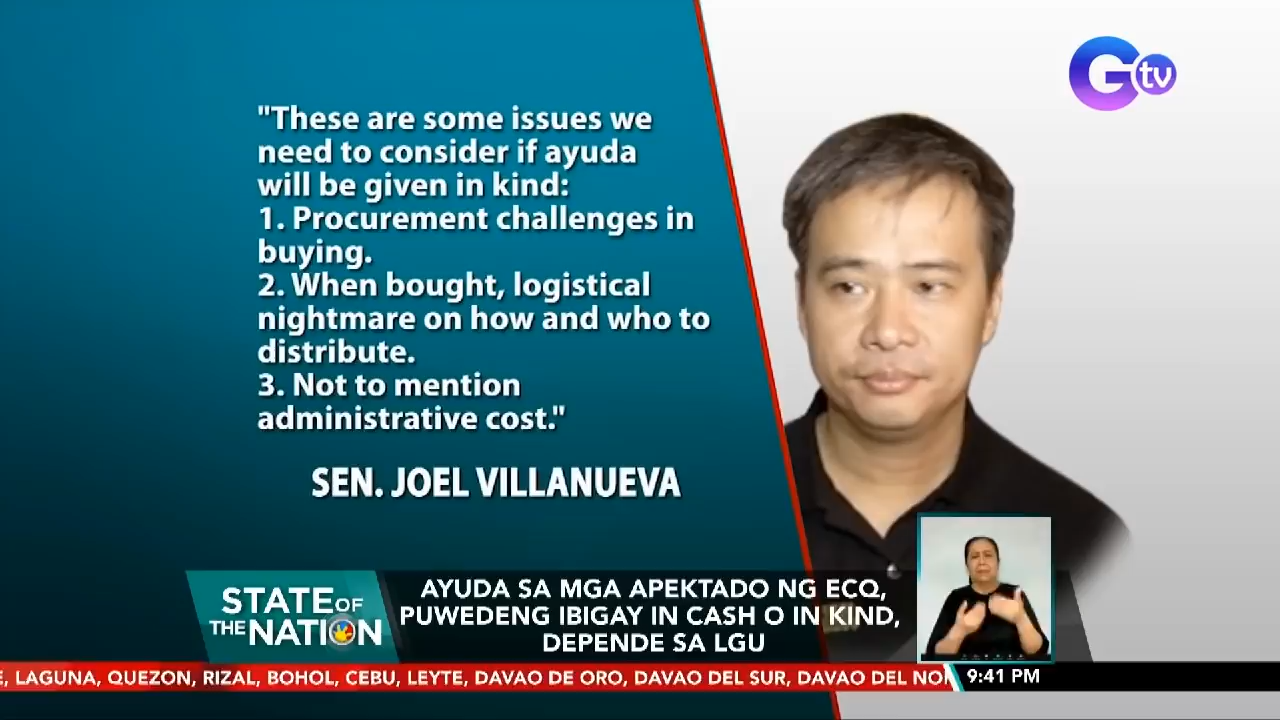 Gtv
"These are some issues we
need to consider if ayuda
will be given in kind:
1. Procurement challenges in
buying.
2. When bought, logistical
nightmare on how and who to
distribute.
3. Not to mention
administrative cost."
SEN. JOEL VILLANUEVA
STATE OF
THE NATION
AYUDA SA MGA APEKTADO NG ECQ,
PUWEDENG IBIGAY IN CASH O IN KIND,
DEPENDE SA LGU
, LAGUNA, QUEZON, RIZAL, BOHOL, CEBU, LEYTE, DAVAO DE ORO, DAVAO DEL SUR, DAVAO DEL
9:41 PM